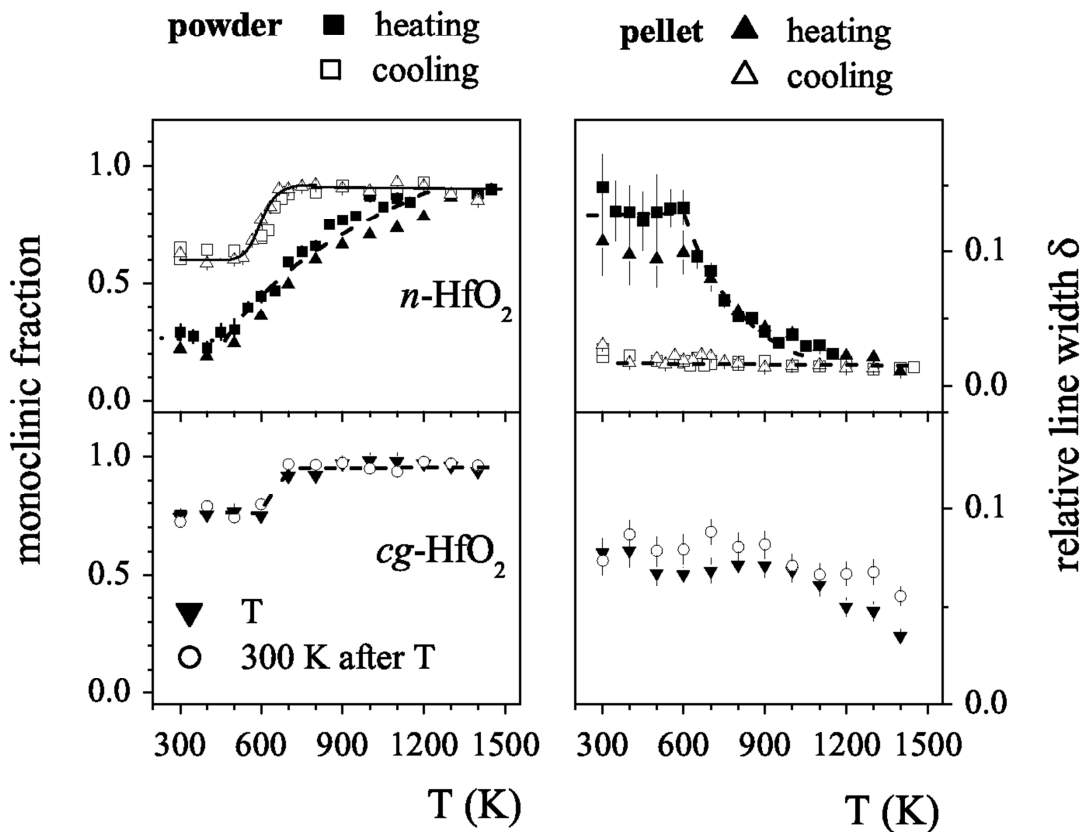 powder ■ heating
□ cooling
pellet ▲ heating
△ cooling
monoclinic fraction
1.0
0.5
0.0
n-HfO₂
1.0
0.5
0.0
cg-HfO₂
▼ T
○ 300 K after T
300 600 900 1200 1500
T (K)
0.1
0.0
0.1
0.0
relative line width δ
300 600 900 1200 1500
T (K)